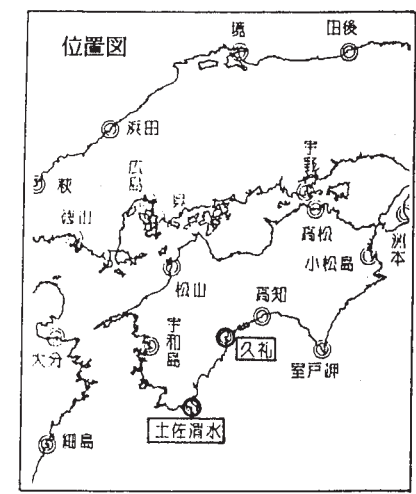 位置図
境
田後
浜田
萩
広島
呉
宇野
徳山
高松
洲本
小松島
松山
高知
宇和島
久礼
室戸岬
大分
土佐清水
細島